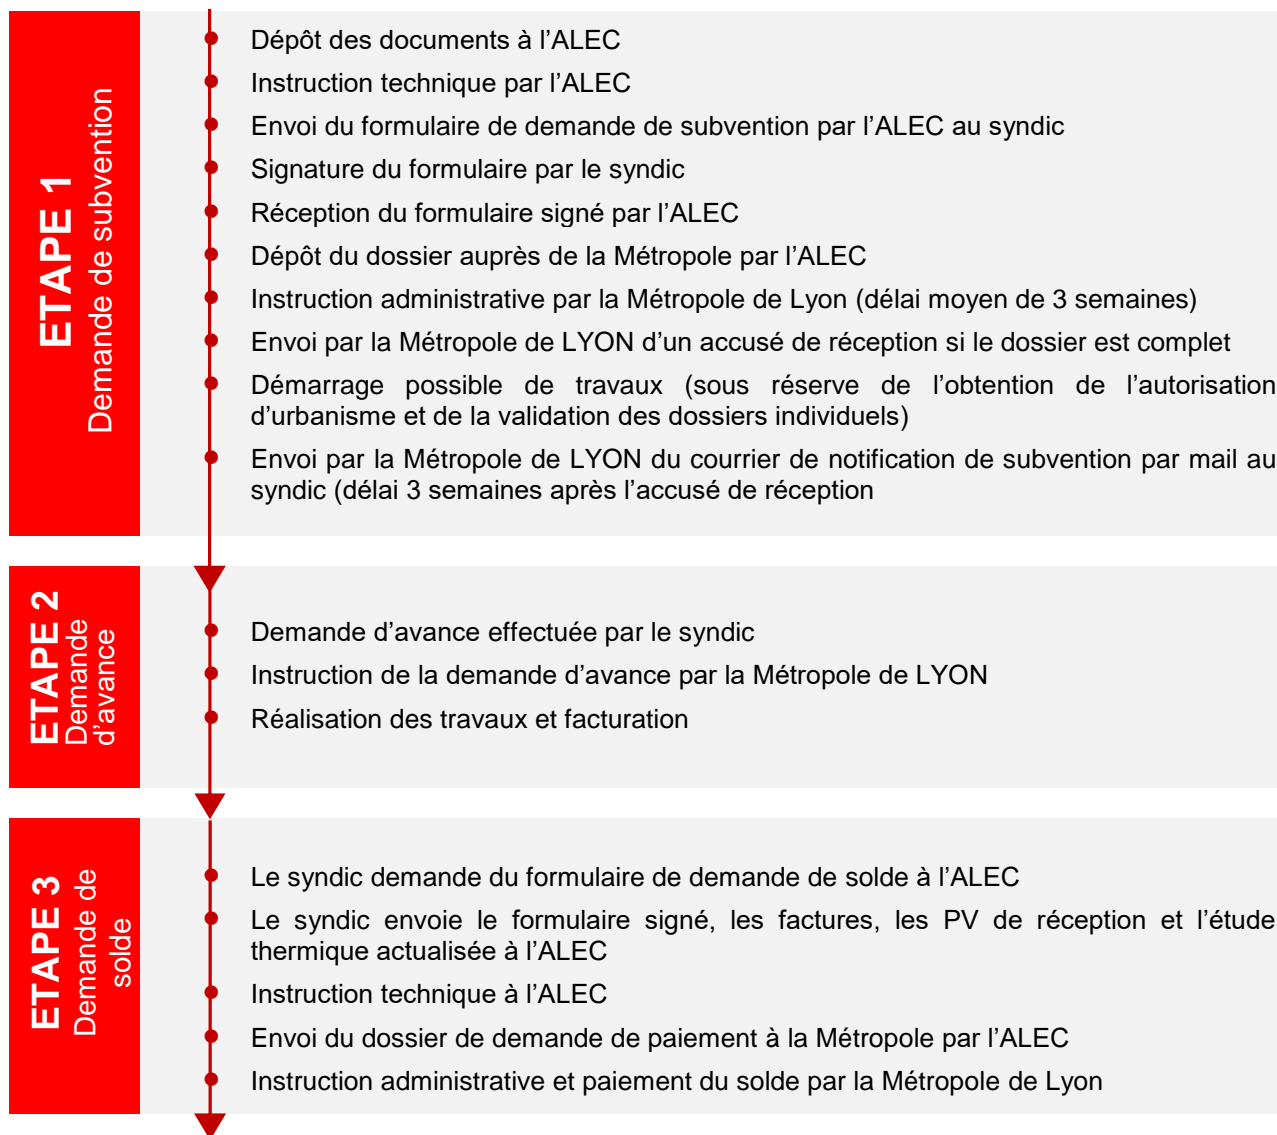 ETAPE 1
Demande de subvention
Dépôt des documents à l’ALEC
Instruction technique par l’ALEC
Envoi du formulaire de demande de subvention par l’ALEC au syndic
Signature du formulaire par le syndic
Réception du formulaire signé par l’ALEC
Dépôt du dossier auprès de la Métropole par l’ALEC
Instruction administrative par la Métropole de Lyon (délai moyen de 3 semaines)
Envoi par la Métropole de LYON d’un accusé de réception si le dossier est complet
Démarrage possible de travaux (sous réserve de l’obtention de l’autorisation
d’urbanisme et de la validation des dossiers individuels)
Envoi par la Métropole de LYON du courrier de notification de subvention par mail au
syndic (délai 3 semaines après l’accusé de réception
ETAPE 2
Demande
d’avance
Demande d’avance effectuée par le syndic
Instruction de la demande d’avance par la Métropole de LYON
Réalisation des travaux et facturation
ETAPE 3
Demande de
solde
Le syndic demande du formulaire de demande de solde à l’ALEC
Le syndic envoie le formulaire signé, les factures, les PV de réception et l’étude
thermique actualisée à l’ALEC
Instruction technique à l’ALEC
Envoi du dossier de demande de paiement à la Métropole par l’ALEC
Instruction administrative et paiement du solde par la Métropole de Lyon